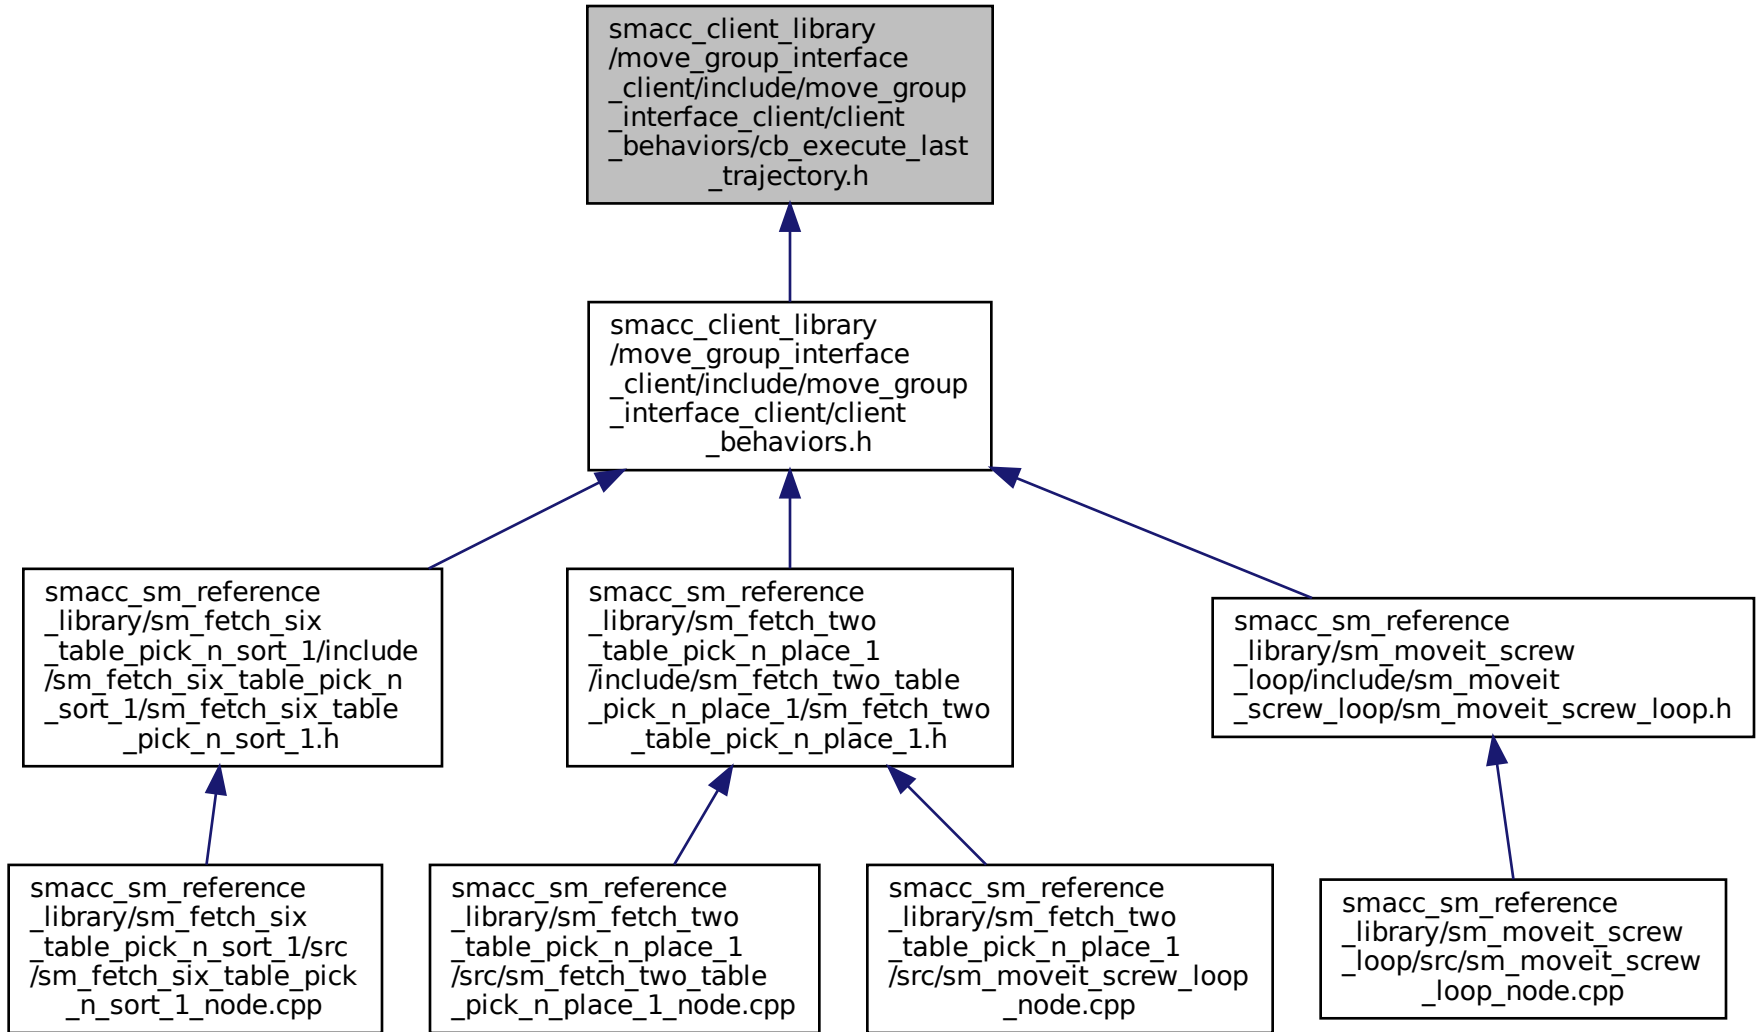 smacc_client_library
/move_group_interface
_client/include/move_group
_interface_client/client
_behaviors/cb_execute_last
_trajectory.h
smacc_client_library
/move_group_interface
_client/include/move_group
_interface_client/client
_behaviors.h
smacc_sm_reference
_library/sm_fetch_six
_table_pick_n_sort_1/include
/sm_fetch_six_table_pick_n
_sort_1/sm_fetch_six_table
_pick_n_sort_1.h
smacc_sm_reference
_library/sm_fetch_two
_table_pick_n_place_1
/include/sm_fetch_two_table
_pick_n_place_1/sm_fetch_two
_table_pick_n_place_1.h
smacc_sm_reference
_library/sm_moveit_screw
_loop/include/sm_moveit
_screw_loop/sm_moveit_screw_loop.h
smacc_sm_reference
_library/sm_fetch_six
_table_pick_n_sort_1/src
/sm_fetch_six_table_pick
_n_sort_1_node.cpp
smacc_sm_reference
_library/sm_fetch_two
_table_pick_n_place_1
/src/sm_fetch_two_table
_pick_n_place_1_node.cpp
smacc_sm_reference
_library/sm_fetch_two
_table_pick_n_place_1
/src/sm_moveit_screw_loop
_node.cpp
smacc_sm_reference
_library/sm_moveit_screw
_loop/src/sm_moveit_screw
_loop_node.cpp